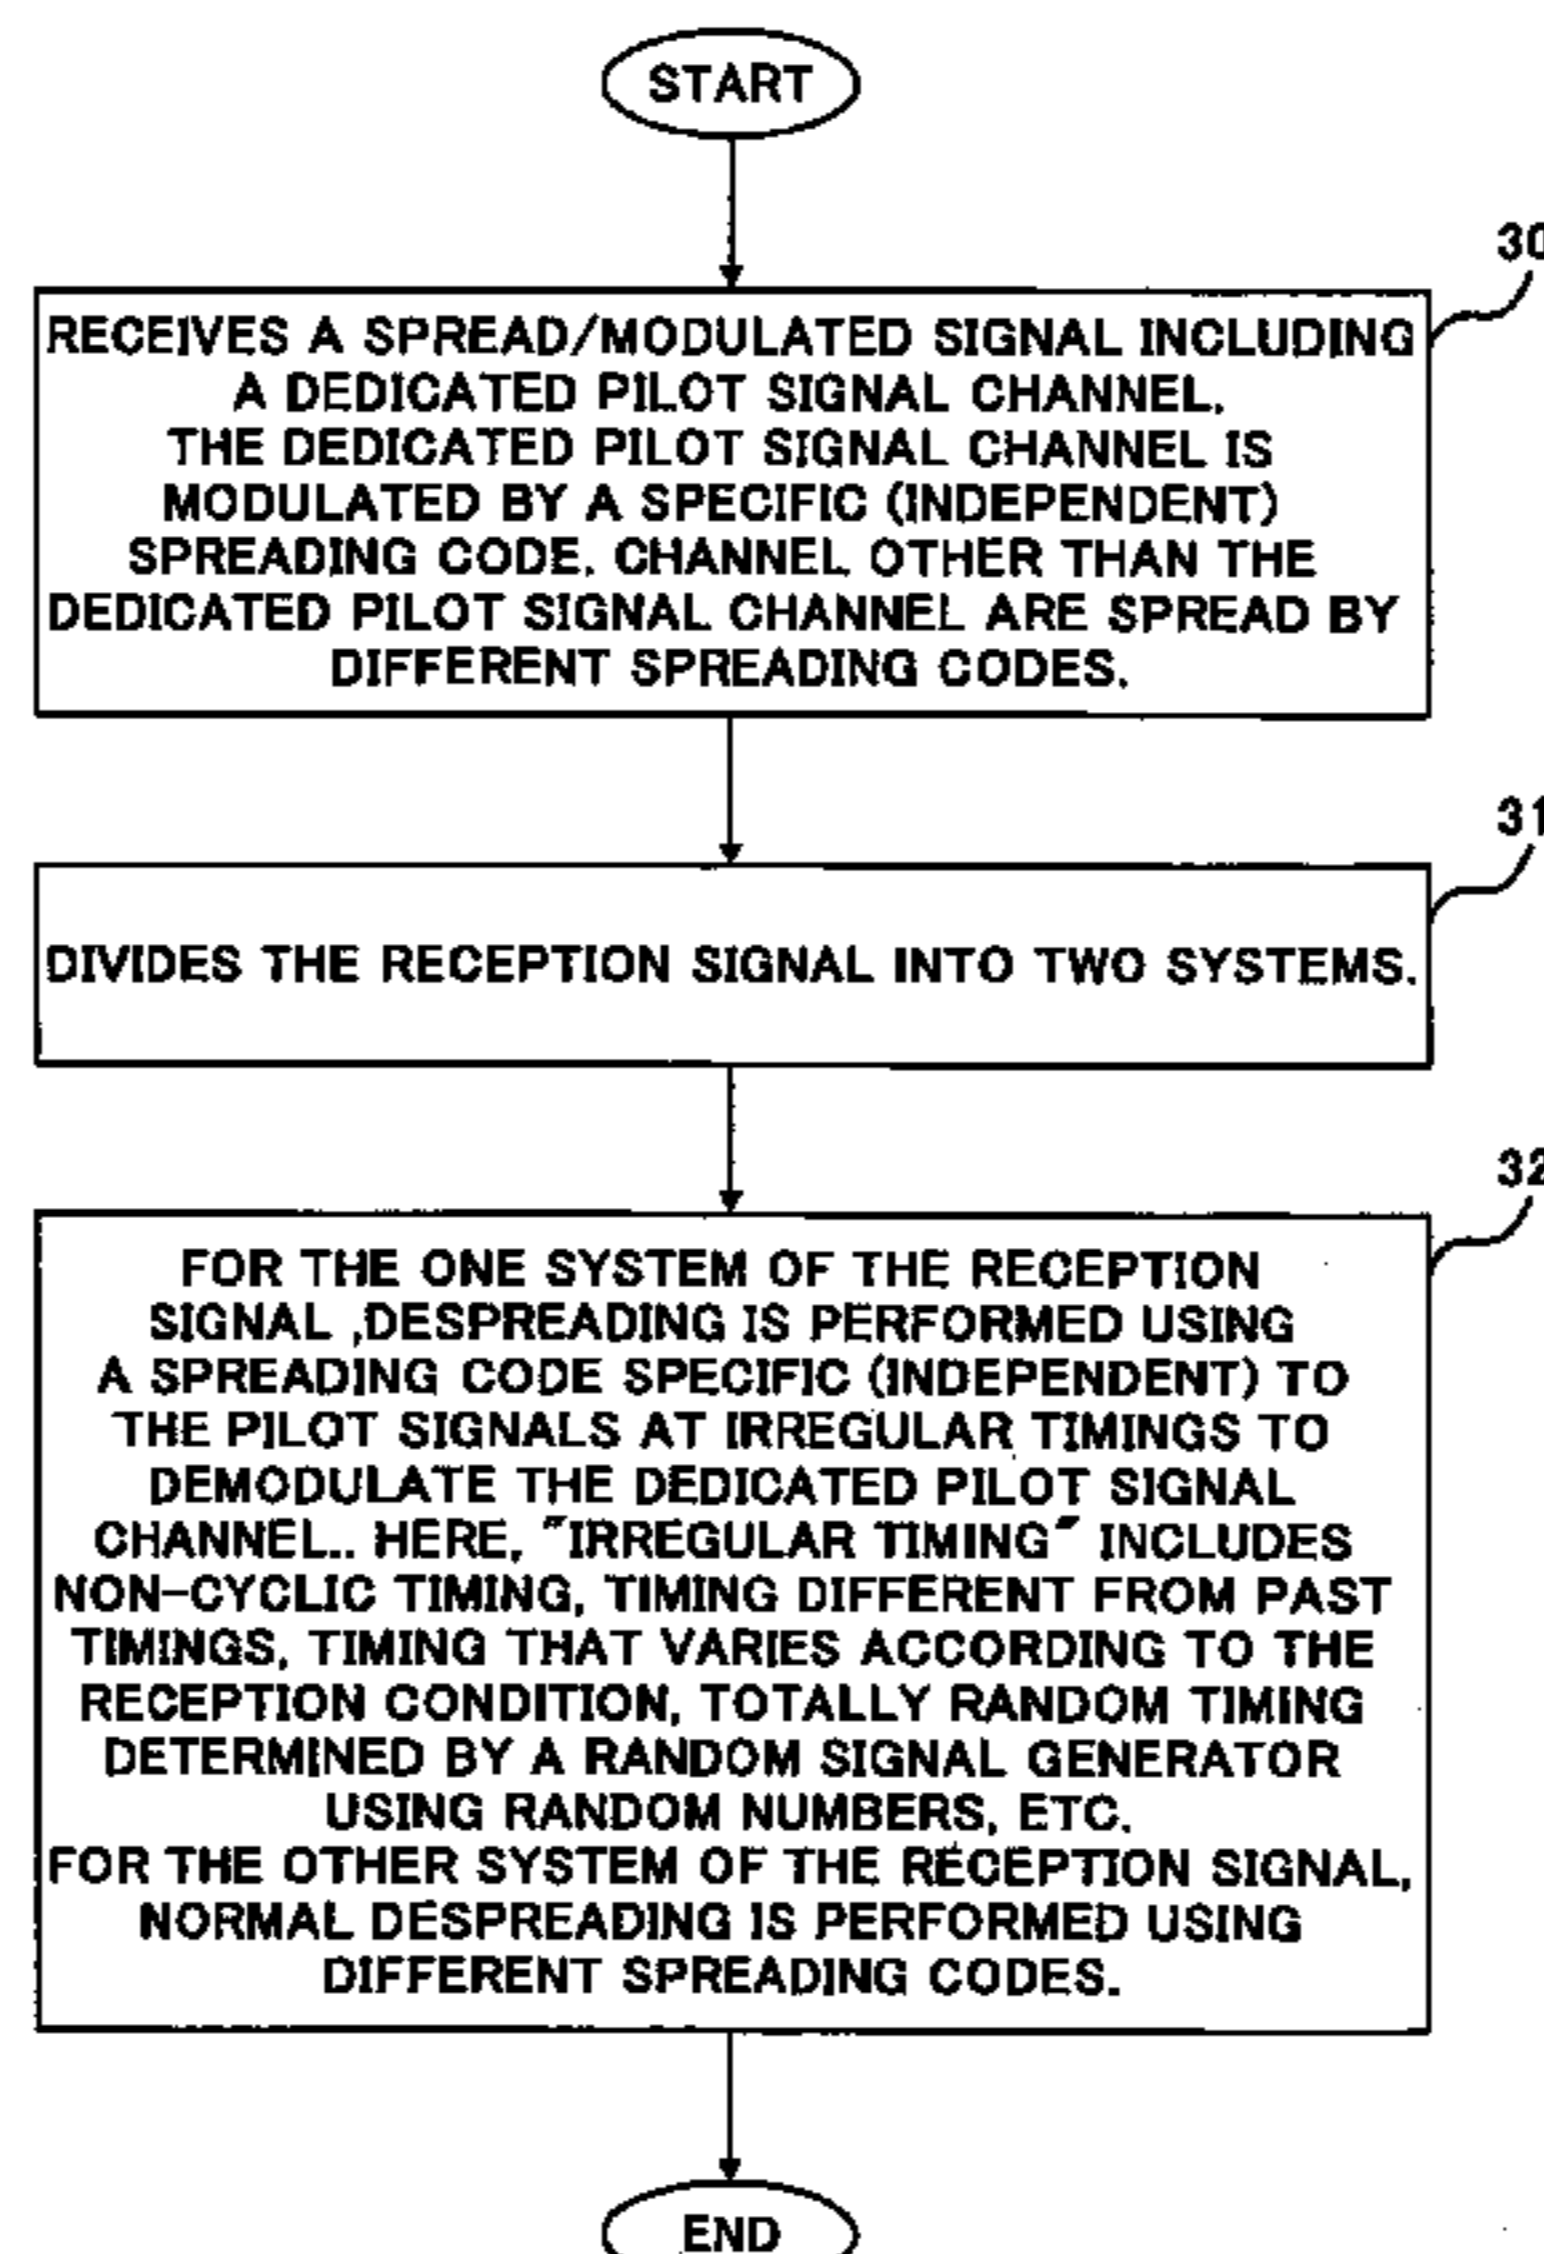 START
30
RECEIVES A SPREAD/MODULATED SIGNAL INCLUDING
A DEDICATED PILOT SIGNAL CHANNEL.
THE DEDICATED PILOT SIGNAL CHANNEL IS
MODULATED BY A SPECIFIC (INDEPENDENT)
SPREADING CODE. CHANNEL OTHER THAN THE
DEDICATED PILOT SIGNAL CHANNEL ARE SPREAD BY
DIFFERENT SPREADING CODES.
31
DIVIDES THE RECEPTION SIGNAL INTO TWO SYSTEMS.
32
FOR THE ONE SYSTEM OF THE RECEPTION
SIGNAL ,DESPREADING IS PERFORMED USING
A SPREADING CODE SPECIFIC (INDEPENDENT) TO
THE PILOT SIGNALS AT IRREGULAR TIMINGS TO
DEMODULATE THE DEDICATED PILOT SIGNAL
CHANNEL.. HERE, "IRREGULAR TIMING" INCLUDES
NON-CYCLIC TIMING, TIMING DIFFERENT FROM PAST
TIMINGS, TIMING THAT VARIES ACCORDING TO THE
RECEPTION CONDITION, TOTALLY RANDOM TIMING
DETERMINED BY A RANDOM SIGNAL GENERATOR
USING RANDOM NUMBERS, ETC.
FOR THE OTHER SYSTEM OF THE RECEPTION SIGNAL,
NORMAL DESPREADING IS PERFORMED USING
DIFFERENT SPREADING CODES.
END